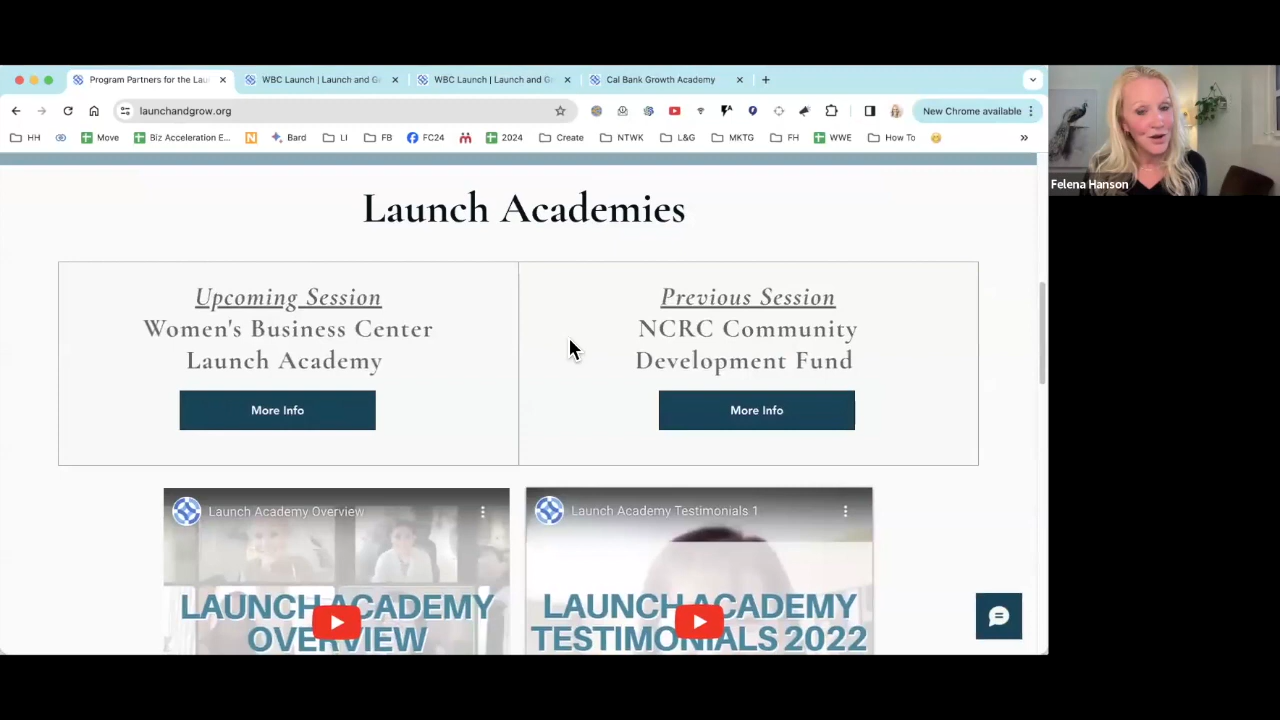 Program Partners for the Lau
WBC Launch | Launch and Gr
WBC Launch | Launch and Gr
Cal Bank Growth Academy
launchandgrow.org
New Chrome available
HH
Move
Biz Acceleration E...
Bard
LI
FB
FC24
2024
Create
NTWK
L&G
MKTG
FH
WWE
How To
»
Felena Hanson
Launch Academies
Upcoming Session
Women's Business Center
Launch Academy
More Info
Previous Session
NCRC Community
Development Fund
More Info
Launch Academy Overview
LAUNCH ACADEMY
OVERVIEW
Launch Academy Testimonials 1
LAUNCH ACADEMY
TESTIMONIALS 2022